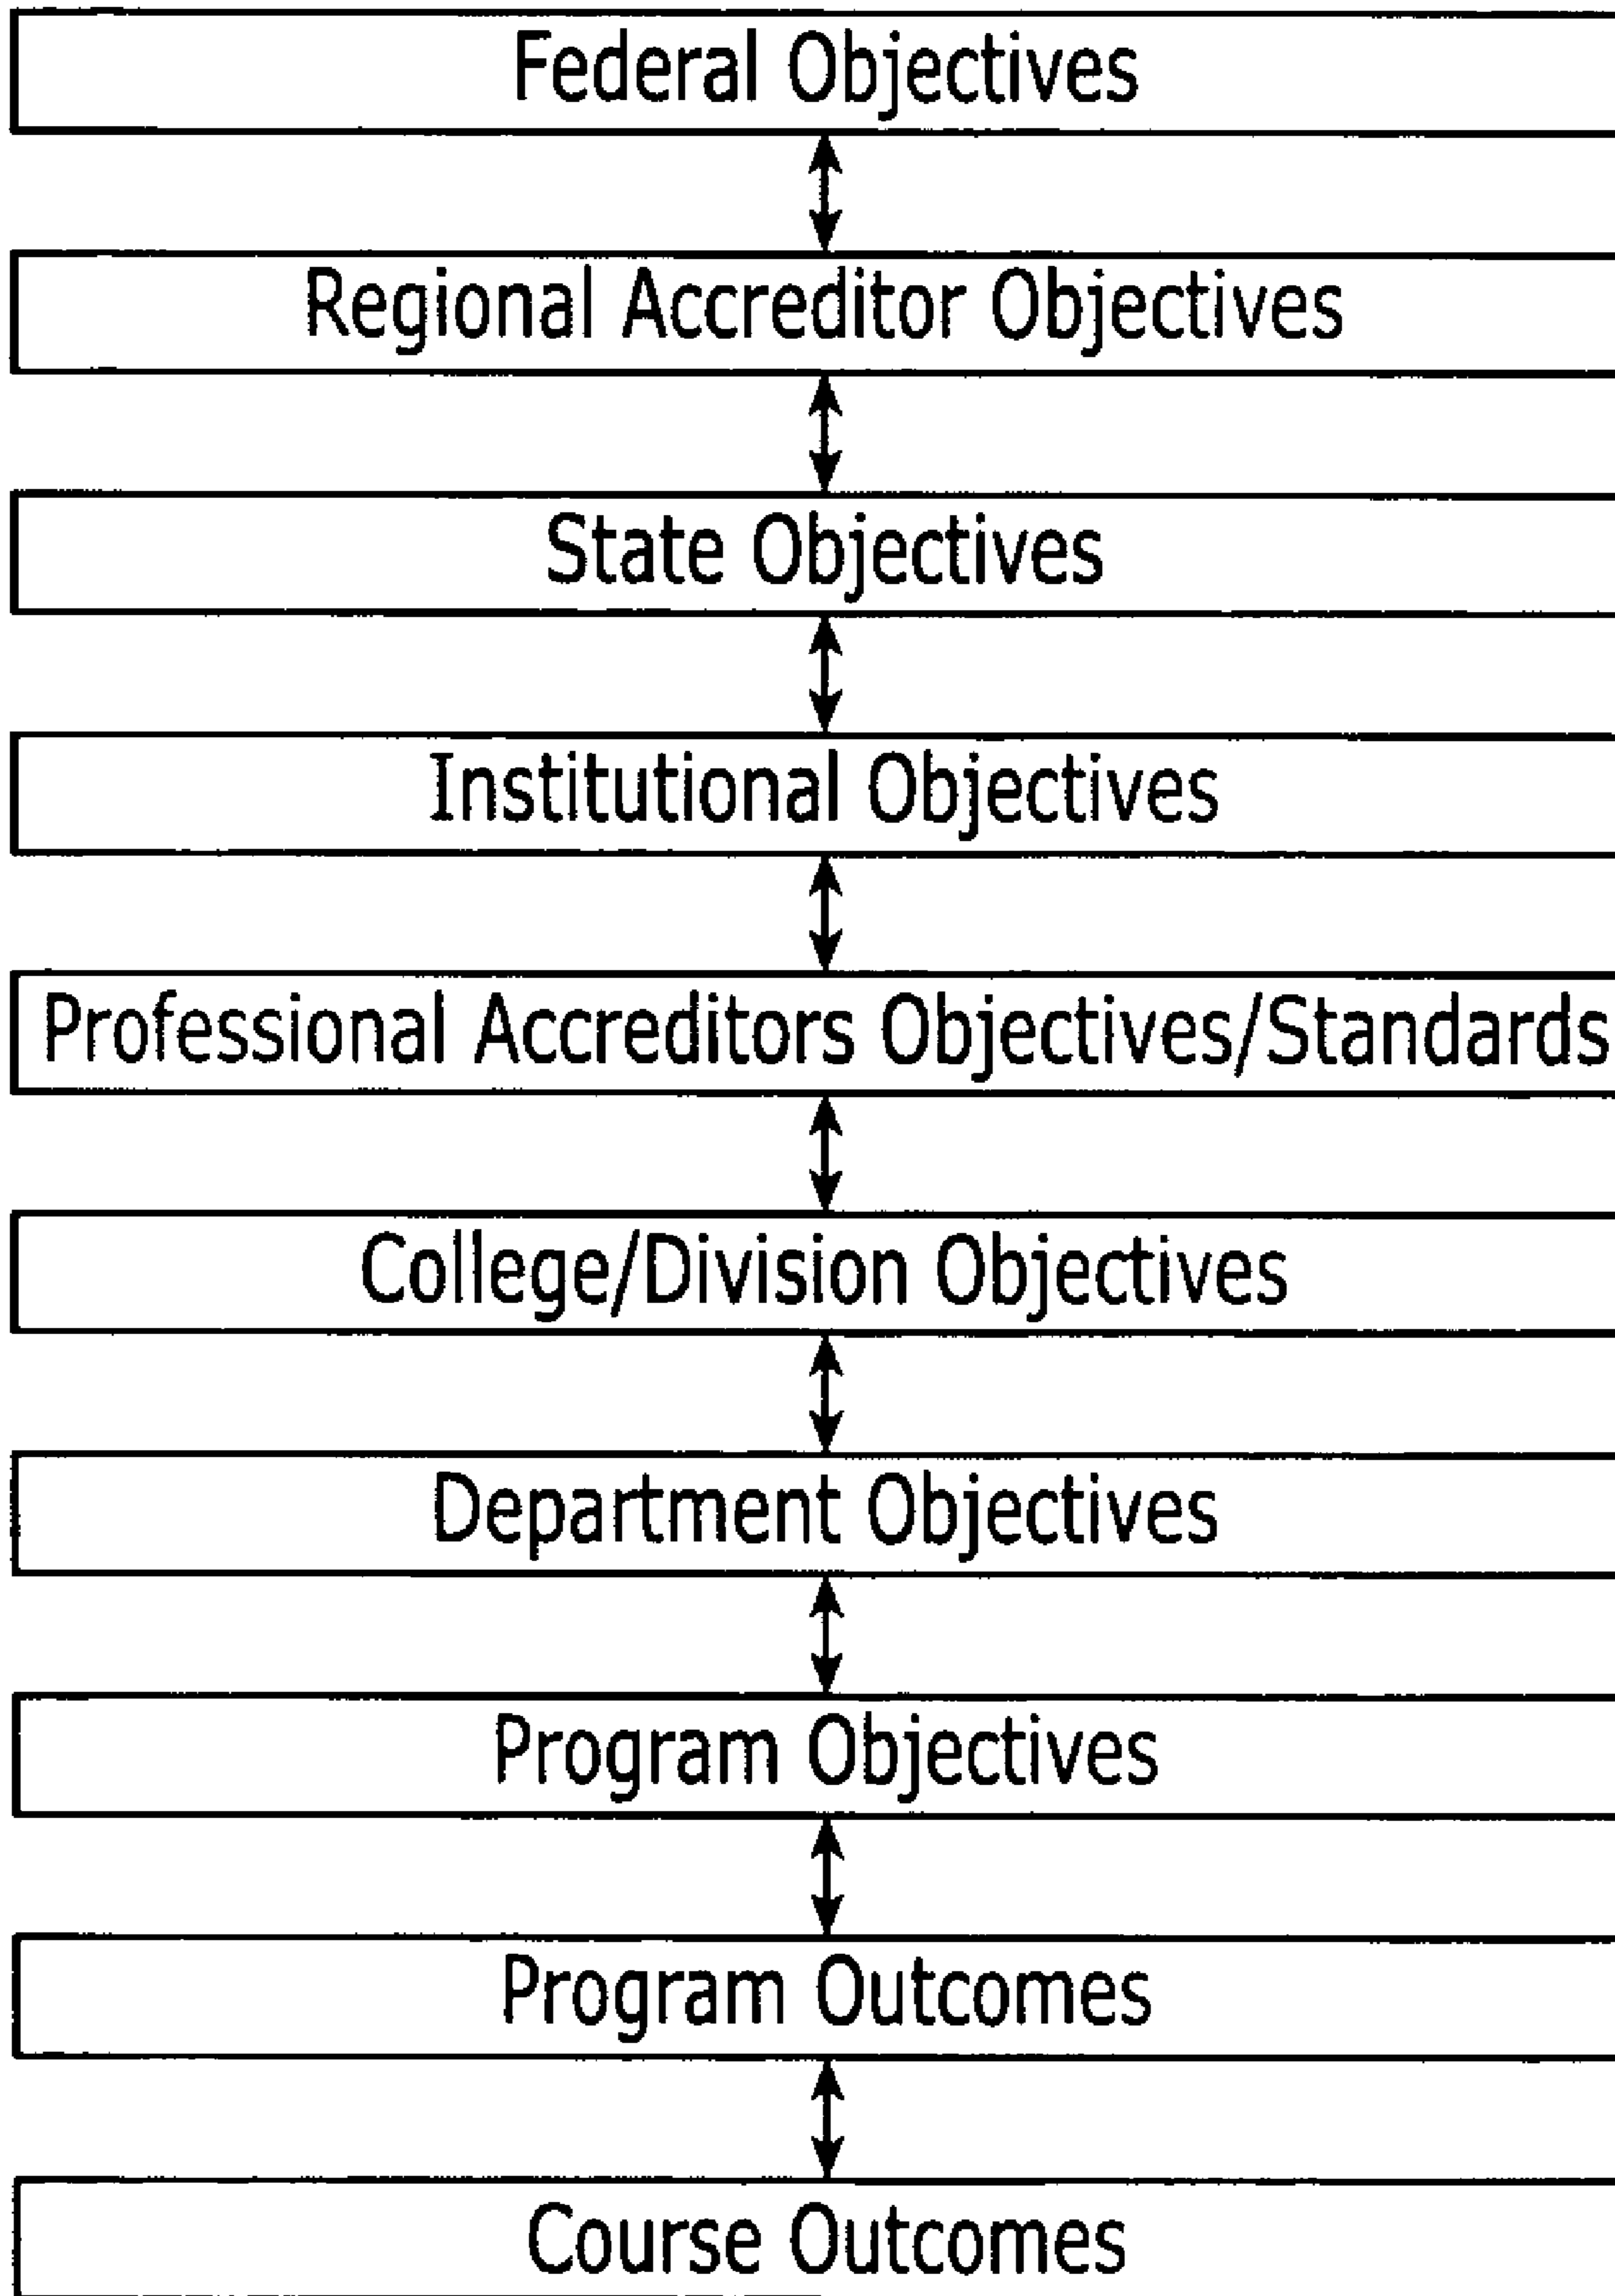 Federal Objectives
Regional Accreditor Objectives
State Objectives
Institutional Objectives
Professional Accreditors Objectives/Standards
College/Division Objectives
Department Objectives
Program Objectives
Program Outcomes
Course Outcomes